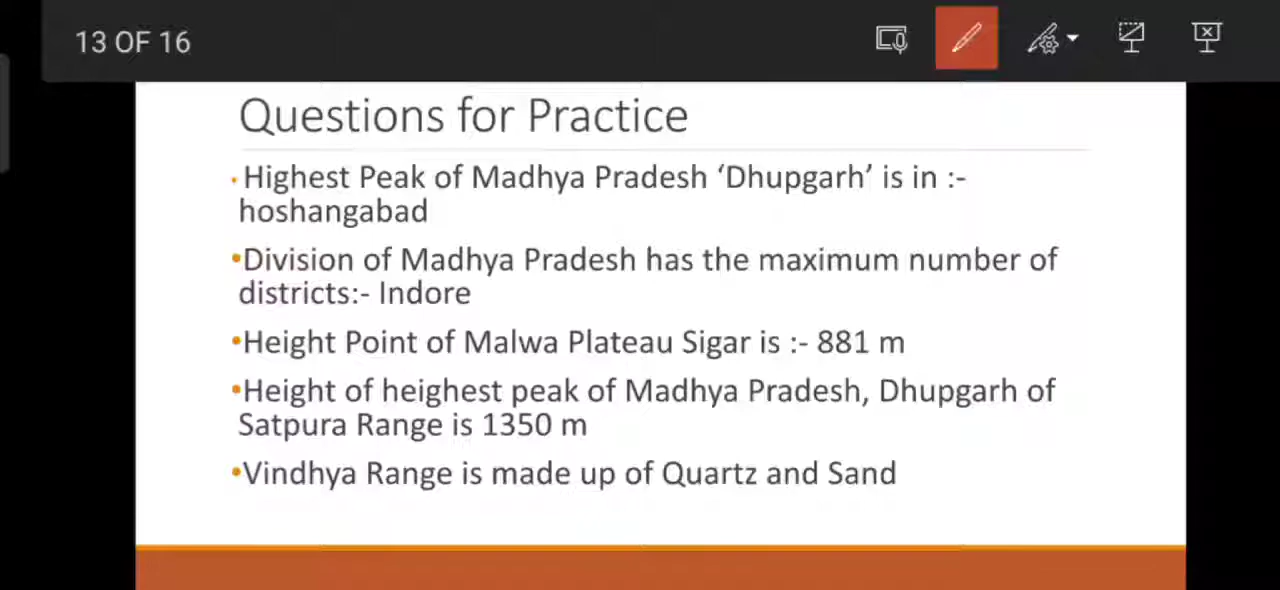 13 OF 16
Questions for Practice
• Highest Peak of Madhya Pradesh ‘Dhupgarh’ is in :-
hoshangabad
•Division of Madhya Pradesh has the maximum number of
districts:- Indore
•Height Point of Malwa Plateau Sigar is :- 881 m
•Height of heighest peak of Madhya Pradesh, Dhupgarh of
Satpura Range is 1350 m
•Vindhya Range is made up of Quartz and Sand